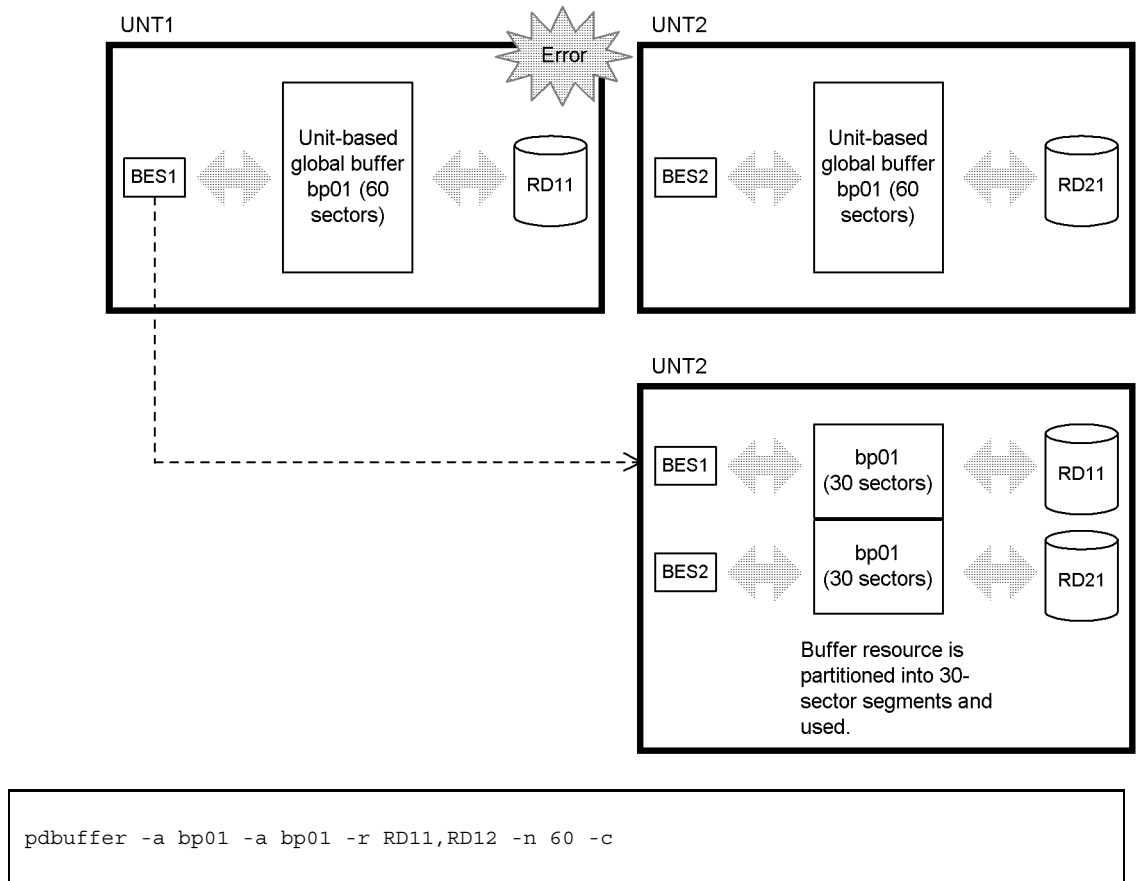 UNT1
UNT2
Error
Unit-based
global buffer
bp01 (60
sectors)
BES1
RD11
Unit-based
global buffer
bp01 (60
sectors)
BES2
RD21
UNT2
BES1
bp01
(30 sectors)
RD11
BES2
bp01
(30 sectors)
RD21
Buffer resource is
partitioned into 30-
sector segments and
used.
pdbuffer -a bp01 -a bp01 -r RD11,RD12 -n 60 -c